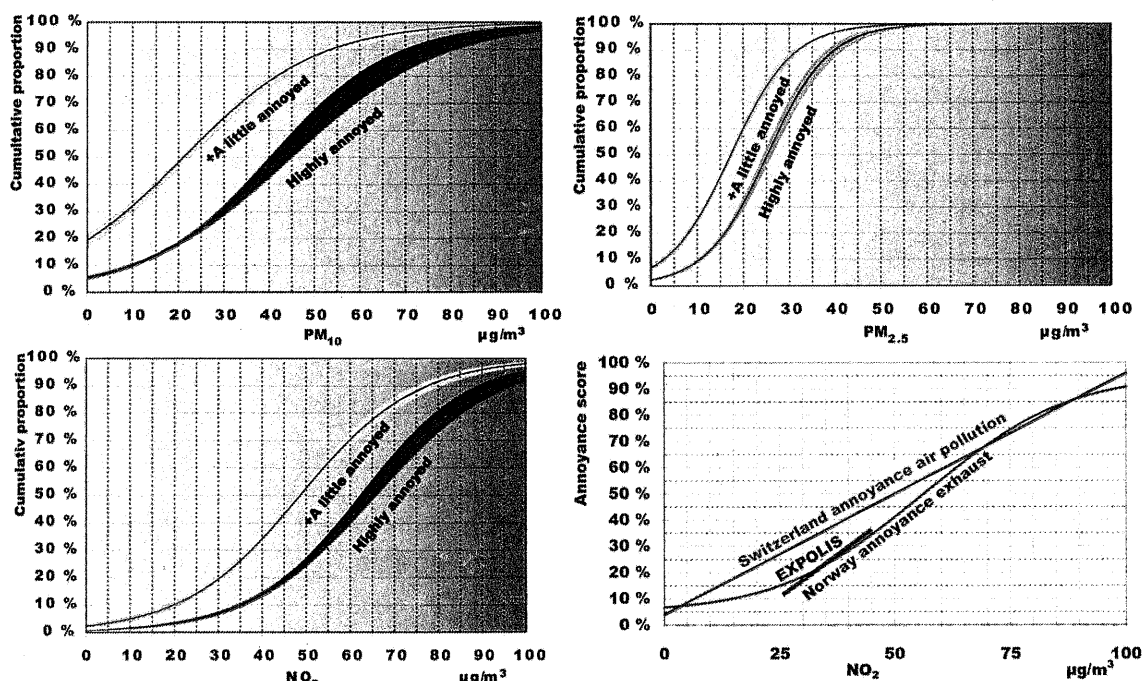 Cumultative proportion
100 %
90 %
80 %
70 %
60 %
50 %
40 %
30 %
20 %
10 %
0 %
+A little annoyed
Highly annoyed
0 10 20 30 40 50 60 70 80 90 100
PM10 µg/m³
Cumulative proportion
100 %
90 %
80 %
70 %
60 %
50 %
40 %
30 %
20 %
10 %
0 %
+A little annoyed
Highly annoyed
0 10 20 30 40 50 60 70 80 90 100
PM2.5 µg/m³
Cumulativ proportion
100 %
90 %
80 %
70 %
60 %
50 %
40 %
30 %
20 %
10 %
0 %
+A little annoyed
Highly annoyed
0 10 20 30 40 50 60 70 80 90 100
NO2 µg/m³
Annoyance score
100 %
90 %
80 %
70 %
60 %
50 %
40 %
30 %
20 %
10 %
0 %
Switzerland annoyance air pollution
EXPOLIS
Norway annoyance exhaust
0 25 50 75 100
NO2 µg/m³